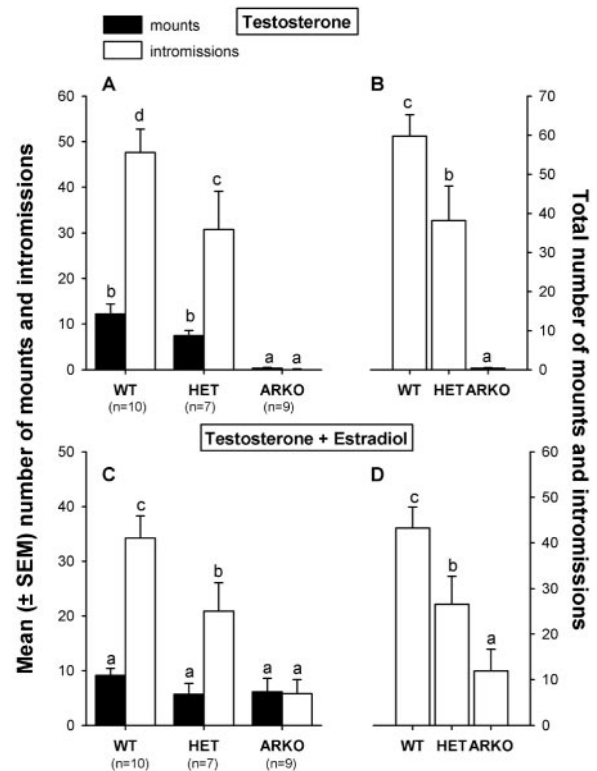 Testosterone
mounts
intromissions
A
B
Mean (± SEM) number of mounts and intromissions
Total number of mounts and intromissions
60
50
40
30
20
10
0
70
60
50
40
30
20
10
0
b
d
b
c
a
a
c
b
a
WT
HET
ARKO
(n=10)
(n=7)
(n=9)
WT
HET
ARKO
Testosterone + Estradiol
C
D
50
40
30
20
10
0
60
50
40
30
20
10
0
a
c
a
b
a
a
c
b
a
WT
HET
ARKO
(n=10)
(n=7)
(n=9)
WT
HET
ARKO